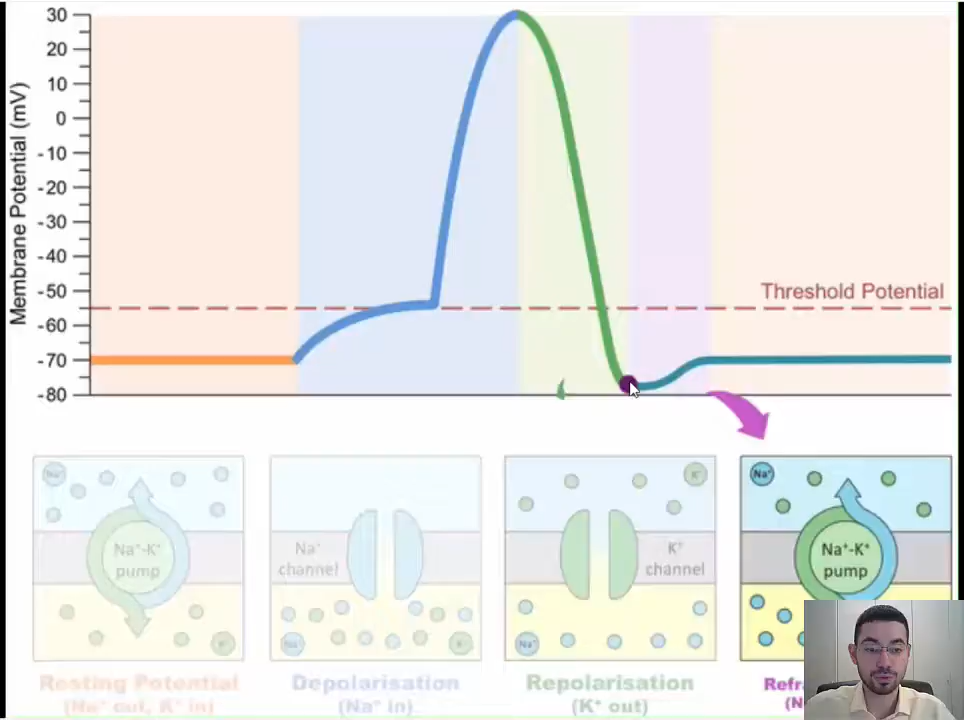 30
20
10
0
-10
-20
-30
-40
-50
-60
-70
-80
Membrane Potential (mV)
Threshold Potential
Na⁺
Na⁺-K⁺
pump
K⁺
Resting Potential
(Na⁺ out, K⁺ in)
Na⁺
channel
Na⁺
K⁺
Depolarisation
(Na⁺ in)
K⁺
K⁺
channel
Na⁺
Repolarisation
(K⁺ out)
Na⁺
Na⁺-K⁺
pump
Refr
(N